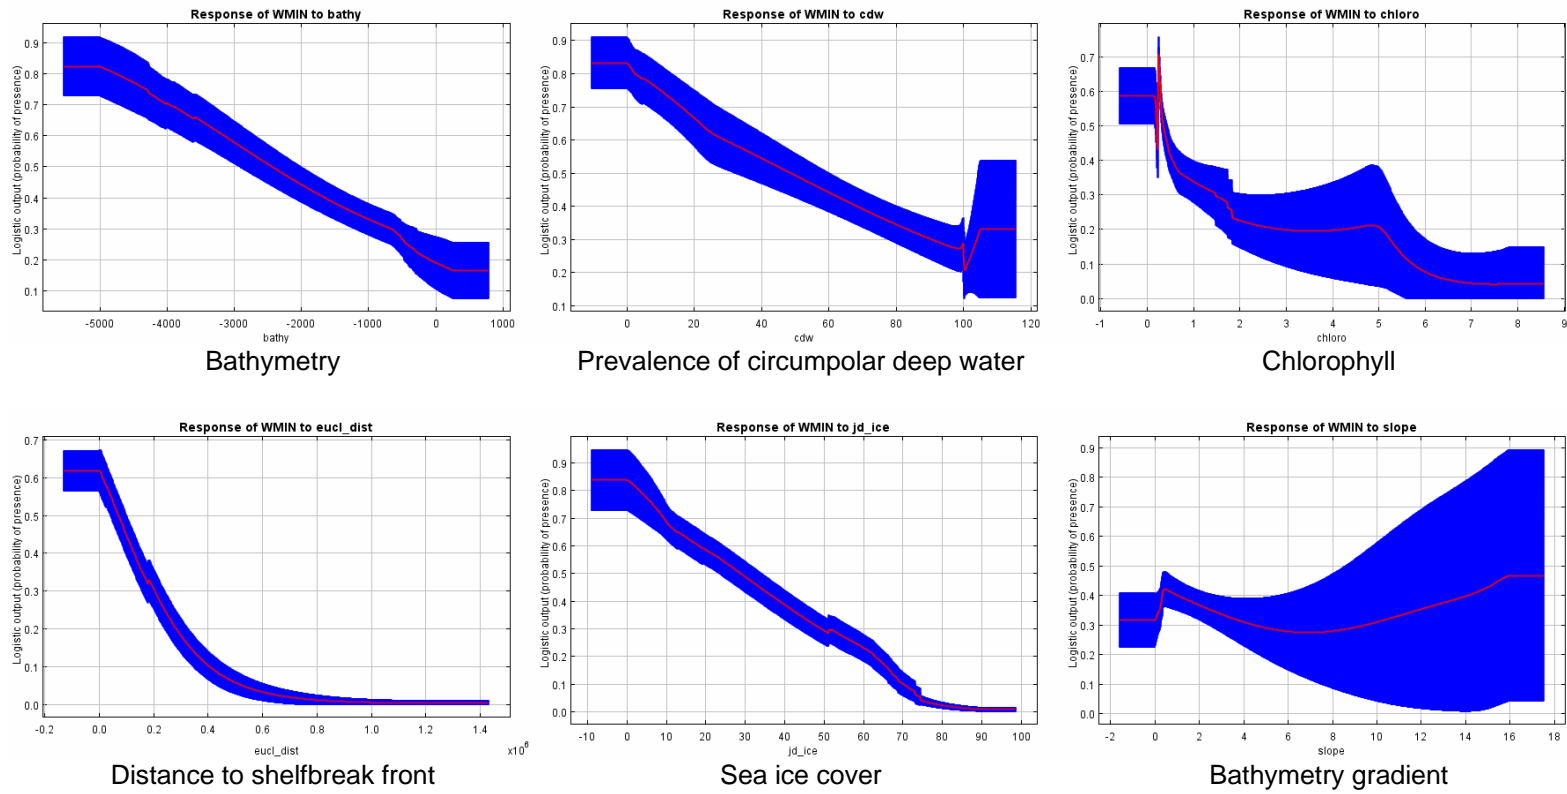 Response of WMIN to bathy
Logistic output (probability of presence)
0.9
0.8
0.7
0.6
0.5
0.4
0.3
0.2
0.1
-5000 -4000 -3000 -2000 -1000 0 1000
bathy
Bathymetry
Response of WMIN to cdw
Logistic output (probability of presence)
0.9
0.8
0.7
0.6
0.5
0.4
0.3
0.2
0.1
0 20 40 60 80 100 120
cdw
Prevalence of circumpolar deep water
Response of WMIN to chloro
Logistic output (probability of presence)
0.8
0.7
0.6
0.5
0.4
0.3
0.2
0.1
0.0
-1 0 1 2 3 4 5 6 7 8 9
chloro
Chlorophyll
Response of WMIN to eucl_dist
Logistic output (probability of presence)
0.7
0.6
0.5
0.4
0.3
0.2
0.1
0.0
-0.2 0.0 0.2 0.4 0.6 0.8 1.0 1.2 1.4
eucl_dist x10^6
Distance to shelfbreak front
Response of WMIN to jd_ice
Logistic output (probability of presence)
0.9
0.8
0.7
0.6
0.5
0.4
0.3
0.2
0.1
0.0
-10 0 10 20 30 40 50 60 70 80 90 100
jd_ice
Sea ice cover
Response of WMIN to slope
Logistic output (probability of presence)
0.9
0.8
0.7
0.6
0.5
0.4
0.3
0.2
0.1
0.0
-2 0 2 4 6 8 10 12 14 16 18
slope
Bathymetry gradient